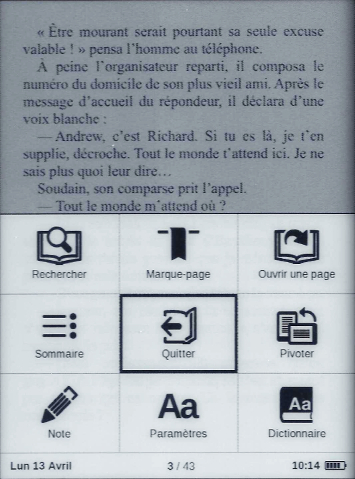 « Être mourant serait pourtant sa seule excuse
valable ! » pensa l'homme au téléphone.
À peine l'organisateur reparti, il composa le
numéro du domicile de son plus vieil ami. Après le
message d'accueil du répondeur, il déclara d'une
voix blanche :
— Andrew, c'est Richard. Si tu es là, je t'en
supplie, décroche. Tout le monde t'attend ici. Je ne
sais plus quoi leur dire…
Soudain, son comparse prit l'appel.
— Tout le monde m'attend où ?
Rechercher Marque-page Ouvrir une page
Sommaire Quitter Pivoter
Aa Aa
Note Paramètres Dictionnaire
Lun 13 Avril 3 / 43 10:14